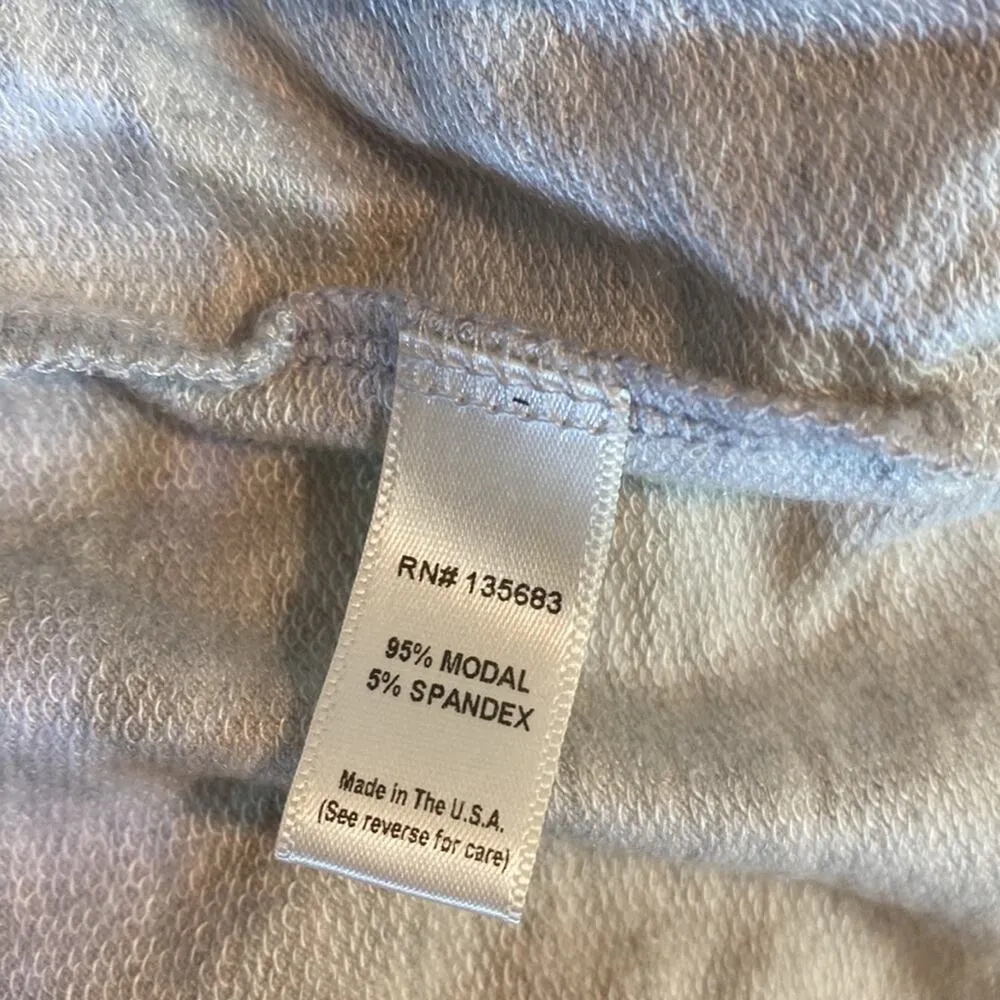 RN# 135683
95% MODAL
5% SPANDEX
Made in The U.S.A.
(See reverse for care)